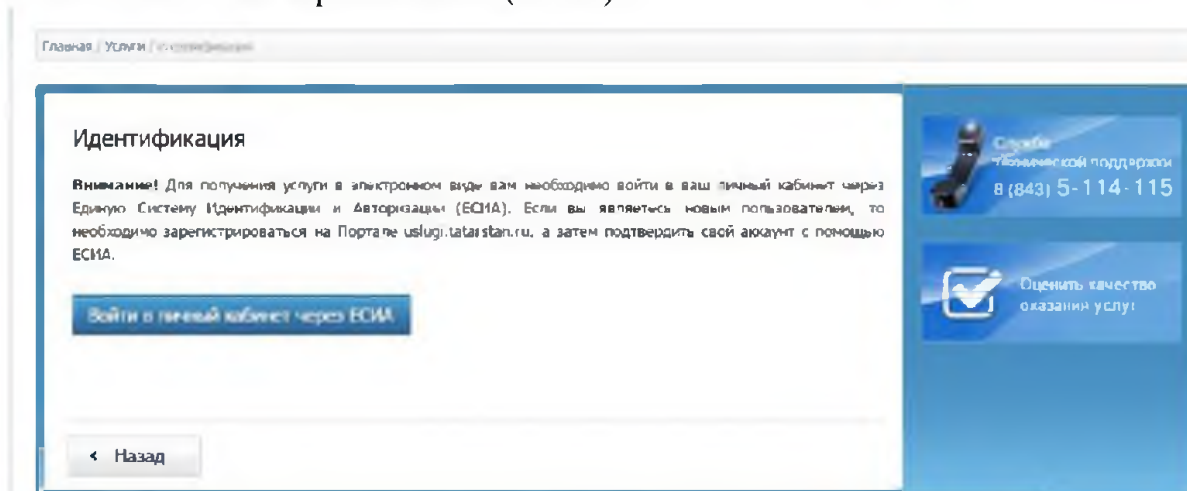 Главная / Услуги /
Идентификация
Внимание! Для получения услуги в электронном виде вам необходимо войти в ваш личный кабинет через
Единую Систему Идентификации и Авторизации (ЕСИА). Если вы являетесь новым пользователем, то
необходимо зарегистрироваться на Портале uslugi.tatarstan.ru, а затем подтвердить свой аккаунт с помощью
ЕСИА.
Войти в личный кабинет через ЕСИА
Назад
Служба
технической поддержки
8 (843) 5-114-115
Оценить качество
оказания услуг